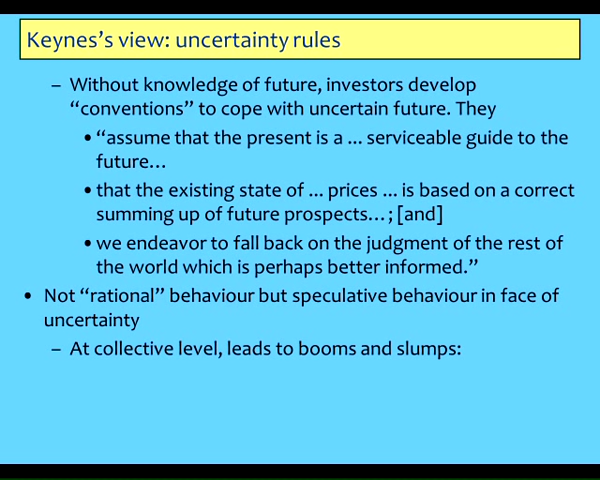 Keynes's view: uncertainty rules
– Without knowledge of future, investors develop
“conventions” to cope with uncertain future. They
• “assume that the present is a ... serviceable guide to the
future...
• that the existing state of ... prices ... is based on a correct
summing up of future prospects...; [and]
• we endeavor to fall back on the judgment of the rest of
the world which is perhaps better informed.”
• Not “rational” behaviour but speculative behaviour in face of
uncertainty
– At collective level, leads to booms and slumps: